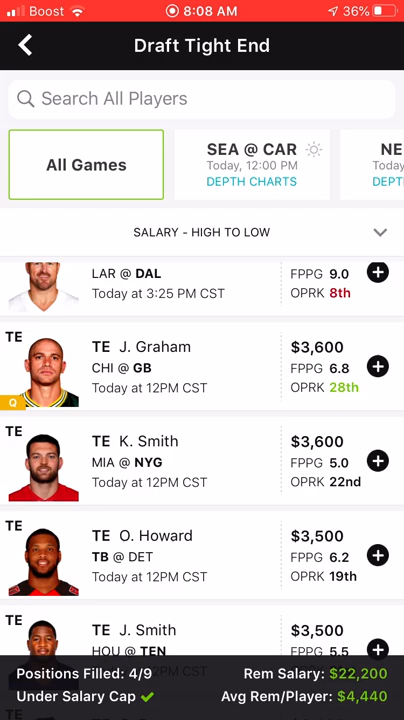 Boost 8:08 AM 36%
Draft Tight End
Search All Players
All Games
SEA @ CAR
Today, 12:00 PM
DEPTH CHARTS
NE
Today
DEPT
SALARY - HIGH TO LOW
LAR @ DAL FPPG 9.0
Today at 3:25 PM CST OPRK 8th
TE
TE J. Graham $3,600
CHI @ GB FPPG 6.8
Today at 12PM CST OPRK 28th
Q
TE
TE K. Smith $3,600
MIA @ NYG FPPG 5.0
Today at 12PM CST OPRK 22nd
TE
TE O. Howard $3,500
TB @ DET FPPG 6.2
Today at 12PM CST OPRK 19th
TE
TE J. Smith $3,500
HOU @ TEN FPPG 5.5
Positions Filled: 4/9 Rem Salary: $22,200
Under Salary Cap Avg Rem/Player: $4,440